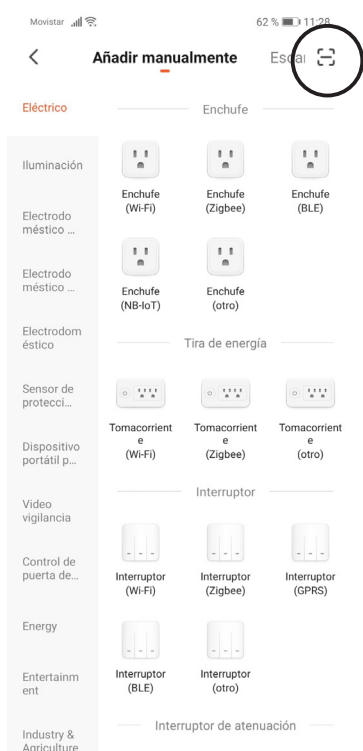 Movistar 62 % 11:28
Añadir manualmente
Eléctrico
Enchufe
Iluminación
Enchufe Enchufe Enchufe
(Wi-Fi) (Zigbee) (BLE)
Electrodo
méstico ...
Electrodo
méstico ...
Enchufe Enchufe
(NB-IoT) (otro)
Electrodom
éstico
Tira de energía
Sensor de
protecci...
Tomacorrient Tomacorrient Tomacorrient
e e e
(Wi-Fi) (Zigbee) (otro)
Dispositivo
portátil p...
Interruptor
Video
vigilancia
Control de
puerta de...
Interruptor Interruptor Interruptor
(Wi-Fi) (Zigbee) (GPRS)
Energy
Entertainm
ent
Interruptor Interruptor
(BLE) (otro)
Interruptor de atenuación
Industry &
Agriculture